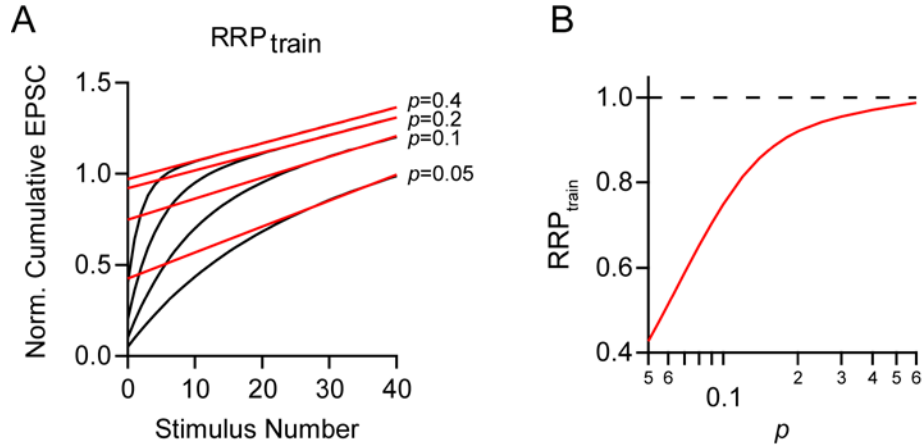 A
RRPtrain
Norm. Cumulative EPSC
1.5
1.0
0.5
0.0
0
10
20
30
40
Stimulus Number
p=0.4
p=0.2
p=0.1
p=0.05
B
RRPtrain
1.0
0.8
0.6
0.4
5 6 2 3 4 5 6
0.1
p